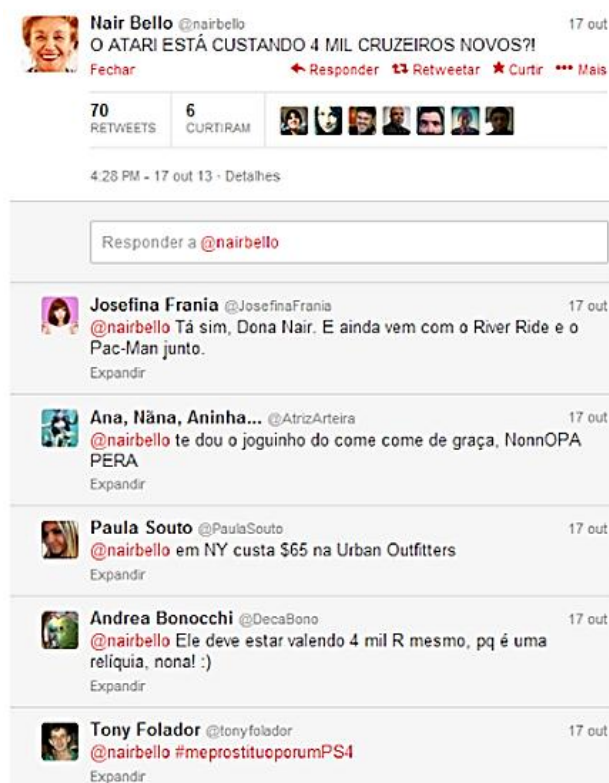 Nair Bello @nairbello 17 out
O ATARI ESTÁ CUSTANDO 4 MIL CRUZEIROS NOVOS?!
Fechar Responder Retweetar Curtir Mais
70 6
RETWEETS CURTIRAM
4:28 PM - 17 out 13 · Detalhes
Responder a @nairbello
Josefina Frania @JosefinaFrania 17 out
@nairbello Tá sim, Dona Nair. E ainda vem com o River Ride e o
Pac-Man junto.
Expandir
Ana, Nãna, Aninha... @AtrizArteira 17 out
@nairbello te dou o joguinho do come come de graça, NonnOPA
PERA
Expandir
Paula Souto @PaulaSouto 17 out
@nairbello em NY custa $65 na Urban Outfitters
Expandir
Andrea Bonocchi @DecaBono 17 out
@nairbello Ele deve estar valendo 4 mil R mesmo, pq é uma
relíquia, nona! :)
Expandir
Tony Folador @tonyfolador 17 out
@nairbello #meprostituoporumPS4
Expandir